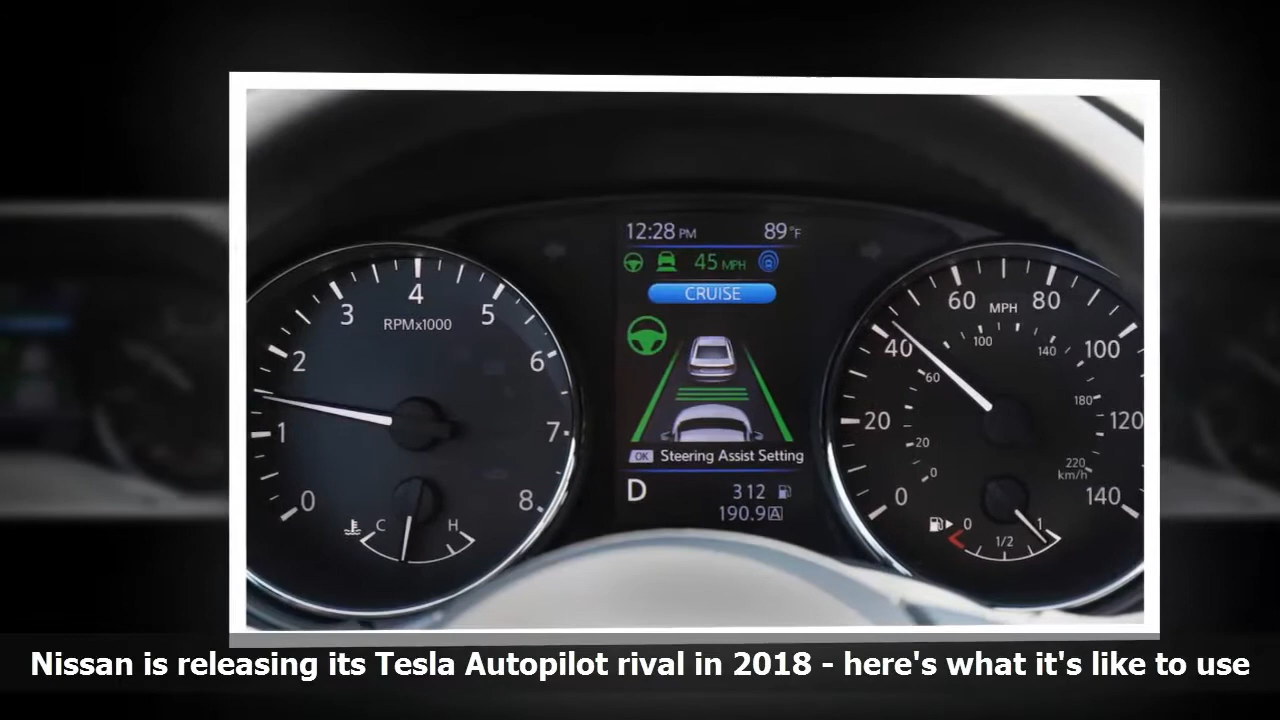 12:28 PM 89°F
45 MPH
CRUISE
OK Steering Assist Setting
D 312
190.9 A
0 1 2 3 4 5 6 7 8
RPMx1000
C H
0 20 40 60 80 100 120 140
MPH
0 20 60 100 140 180 220
km/h
0 1/2 1
Nissan is releasing its Tesla Autopilot rival in 2018 - here's what it's like to use